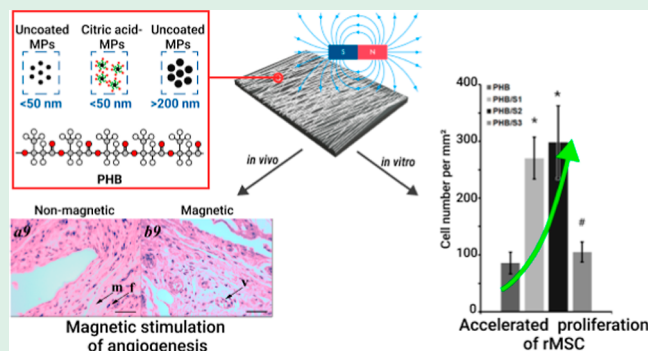 Uncoated Citric acid- Uncoated
MPs MPs MPs
<50 nm <50 nm >200 nm
PHB
S N
in vivo
in vitro
Non-magnetic Magnetic
a9 b9
m f v
Magnetic stimulation
of angiogenesis
PHB
PHB/S1
PHB/S2
PHB/S3
Cell number per mm²
400
300
200
100
0
* * #
Accelerated proliferation
of rMSC